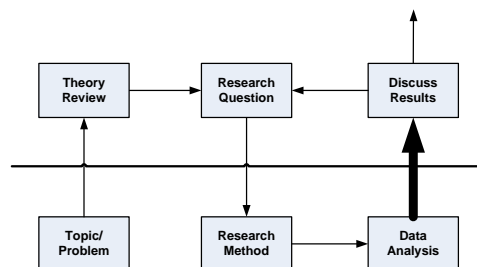 Theory
Review
Research
Question
Discuss
Results
Topic/
Problem
Research
Method
Data
Analysis